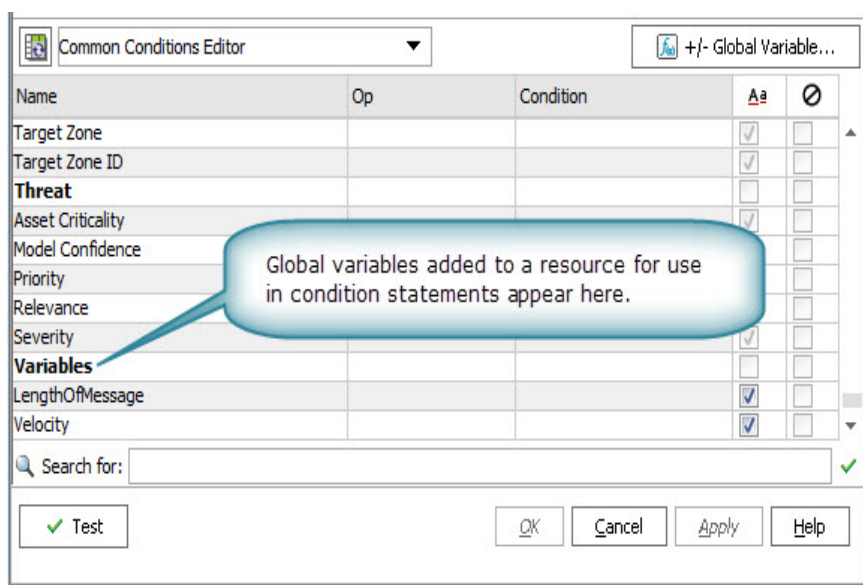 Common Conditions Editor
+/- Global Variable...
Name Op Condition Aa
Target Zone
Target Zone ID
Threat
Asset Criticality
Model Confidence
Priority
Relevance
Severity
Variables
LengthOfMessage
Velocity
Global variables added to a resource for use
in condition statements appear here.
Search for:
Test
OK Cancel Apply Help